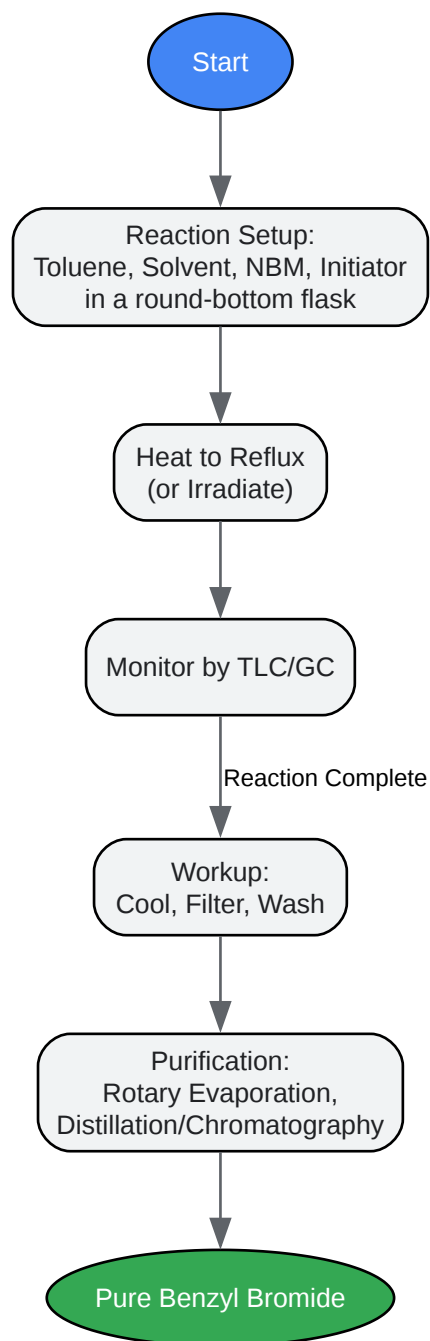 Start
Reaction Setup:
Toluene, Solvent, NBM, Initiator
in a round-bottom flask
Heat to Reflux
(or Irradiate)
Monitor by TLC/GC
Reaction Complete
Workup:
Cool, Filter, Wash
Purification:
Rotary Evaporation,
Distillation/Chromatography
Pure Benzyl Bromide